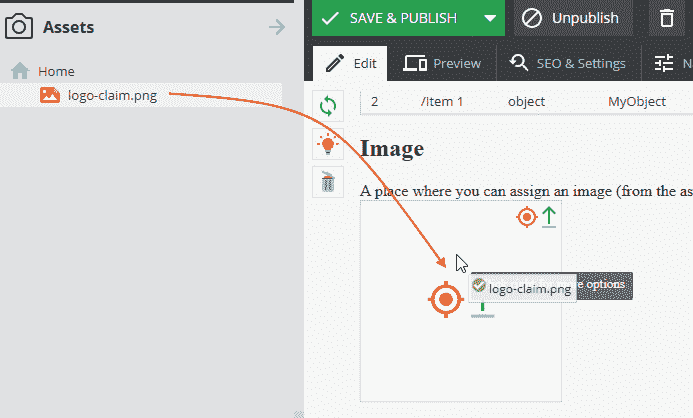 Assets
Home
logo-claim.png
SAVE & PUBLISH
Unpublish
Edit
Preview
SEO & Settings
N
2 /Item 1 object MyObject
Image
A place where you can assign an image (from the as
logo-claim.png
e options